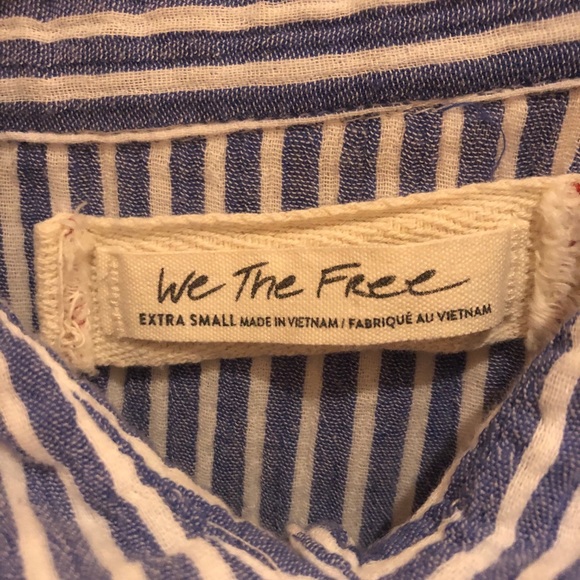 We The Free
EXTRA SMALL MADE IN VIETNAM / FABRIQUÉ AU VIETNAM